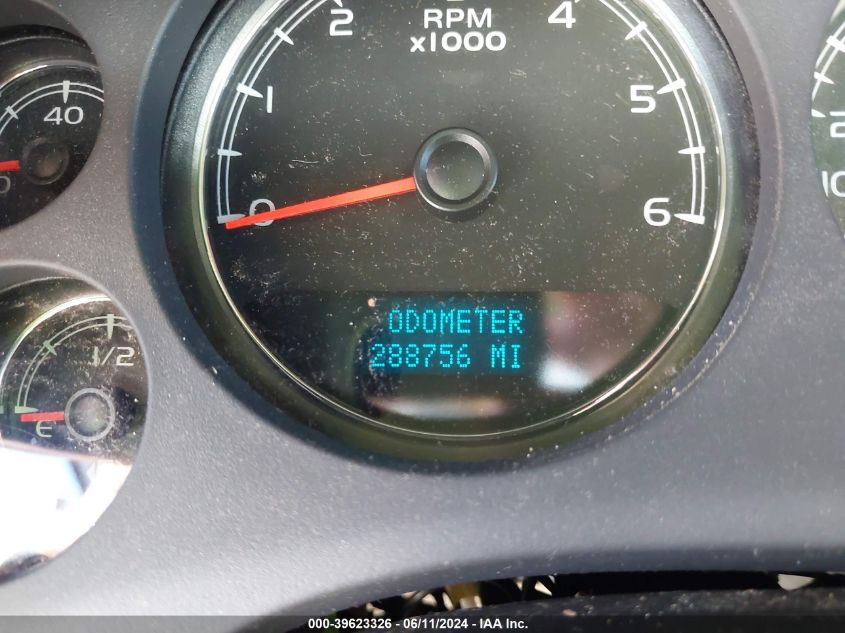 RPM
x1000
0
1
2
4
5
6
40
1/2
E
ODOMETER
288756 MI
000-39623326 - 06/11/2024 - IAA Inc.